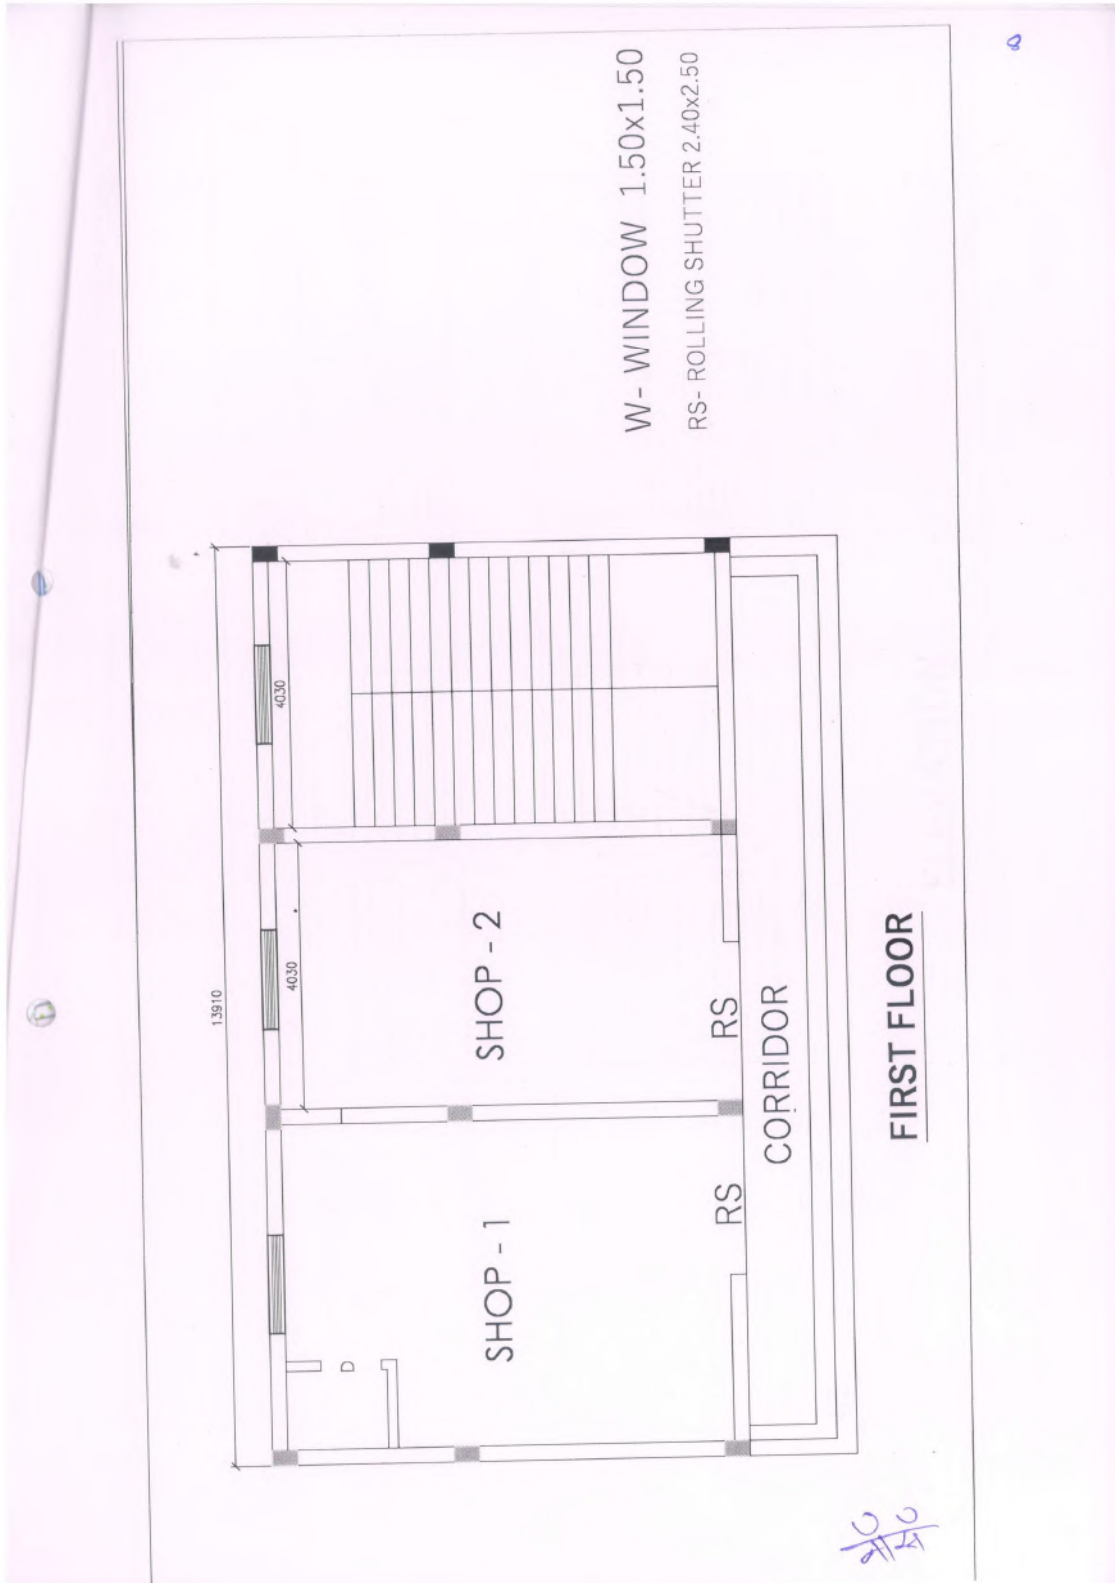 W- WINDOW 1.50x1.50
RS- ROLLING SHUTTER 2.40x2.50
13910
4030
4030
SHOP - 1
SHOP - 2
D
RS
RS
CORRIDOR
FIRST FLOOR